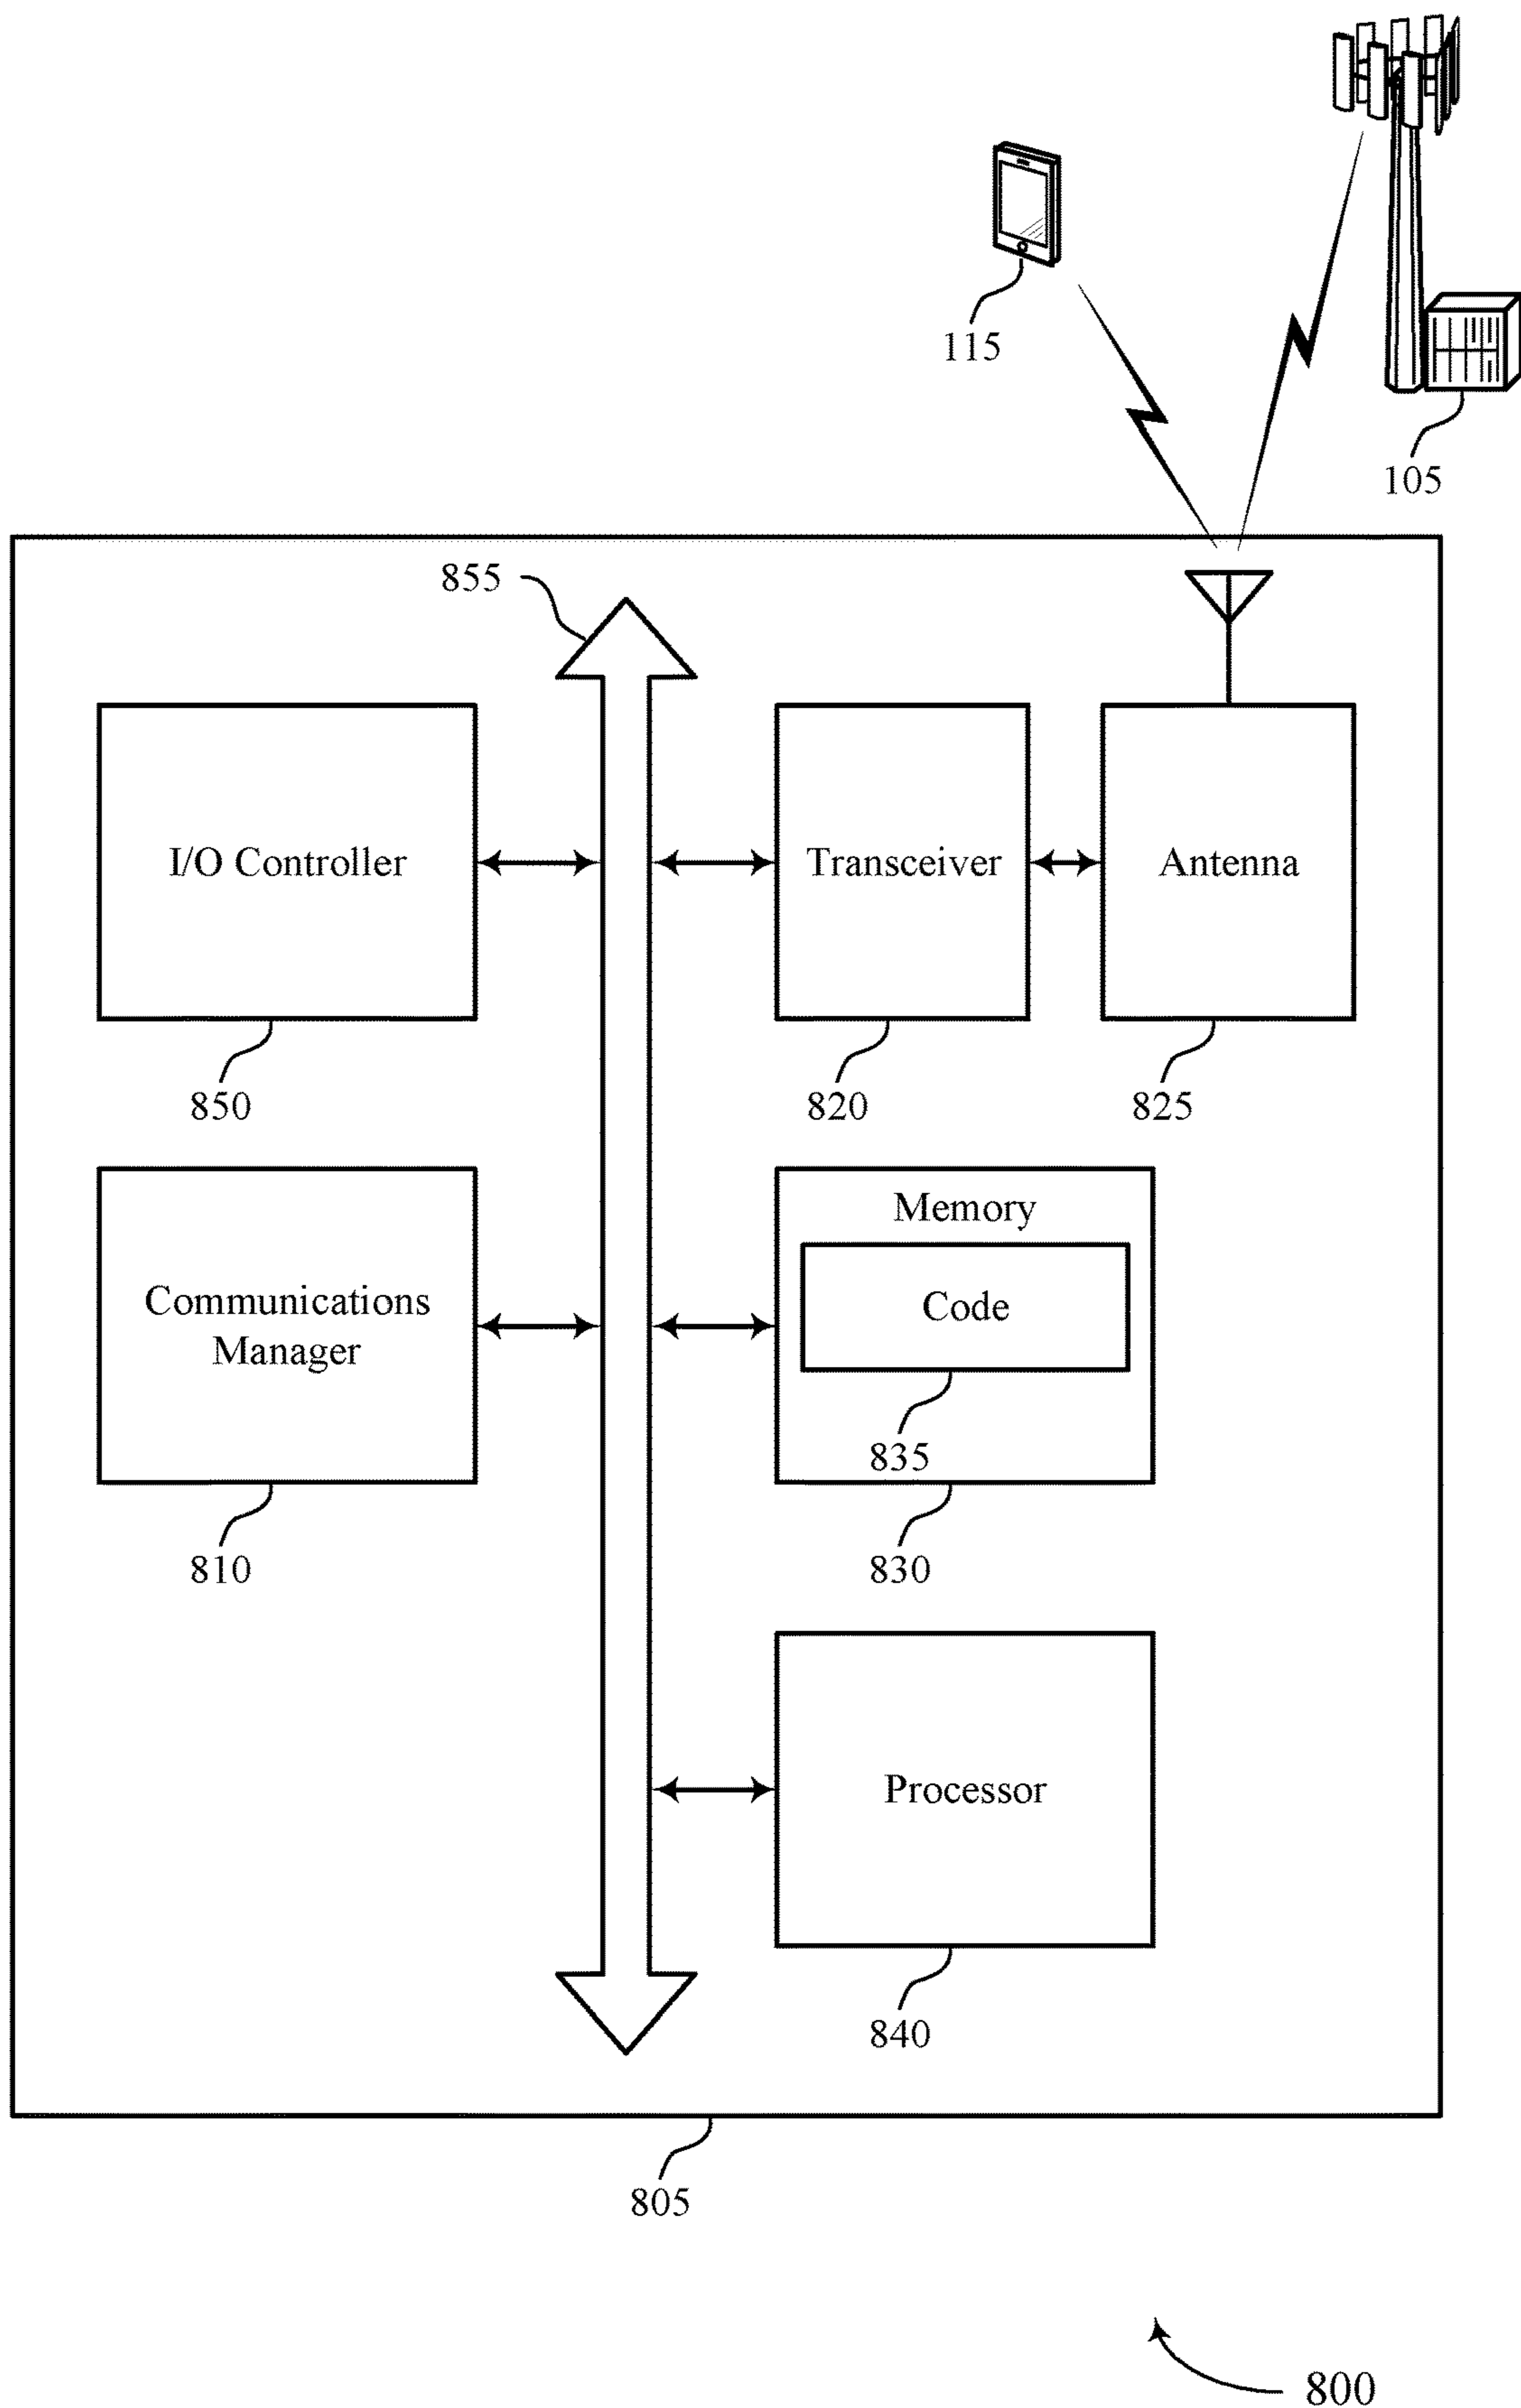 115
105
855
I/O Controller
Transceiver
Antenna
850
820
825
Memory
Code
Communications
Manager
835
810
830
Processor
840
805
800